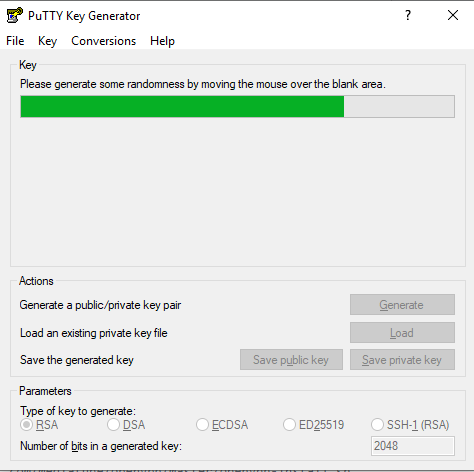 PuTTY Key Generator
? ×
File Key Conversions Help
Key
Please generate some randomness by moving the mouse over the blank area.
Actions
Generate a public/private key pair
Generate
Load an existing private key file
Load
Save the generated key
Save public key
Save private key
Parameters
Type of key to generate:
RSA DSA ECDSA ED25519 SSH-1 (RSA)
Number of bits in a generated key:
2048